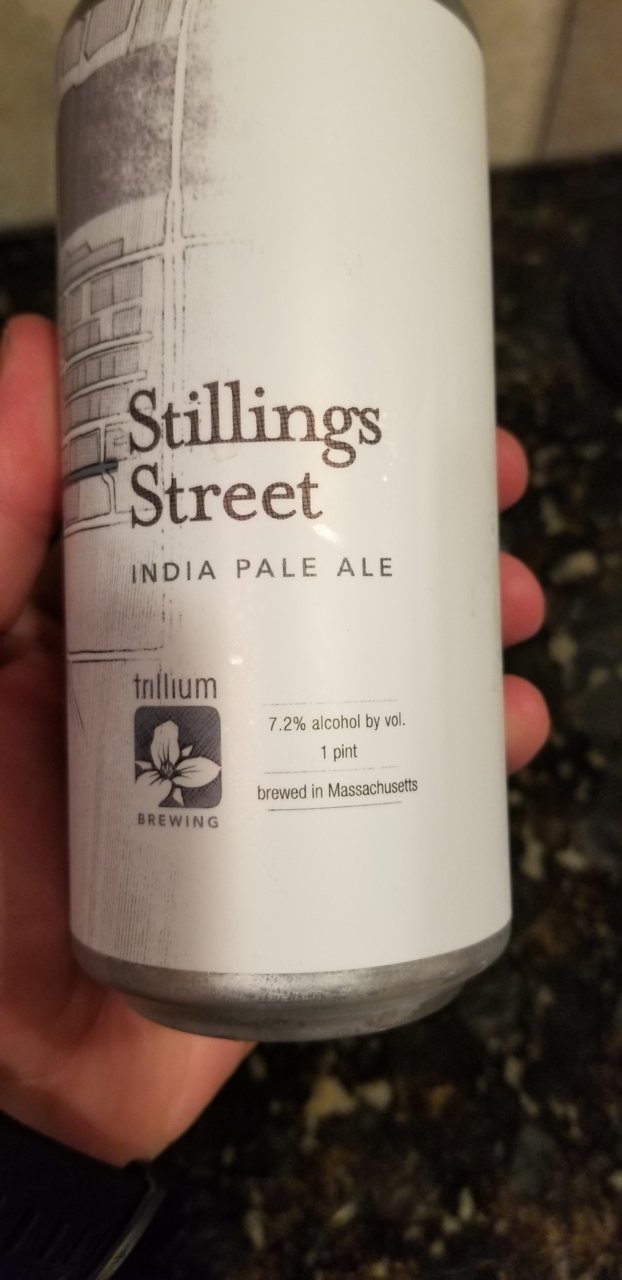 Stillings
Street
INDIA PALE ALE
trillium
BREWING
7.2% alcohol by vol.
1 pint
brewed in Massachusetts